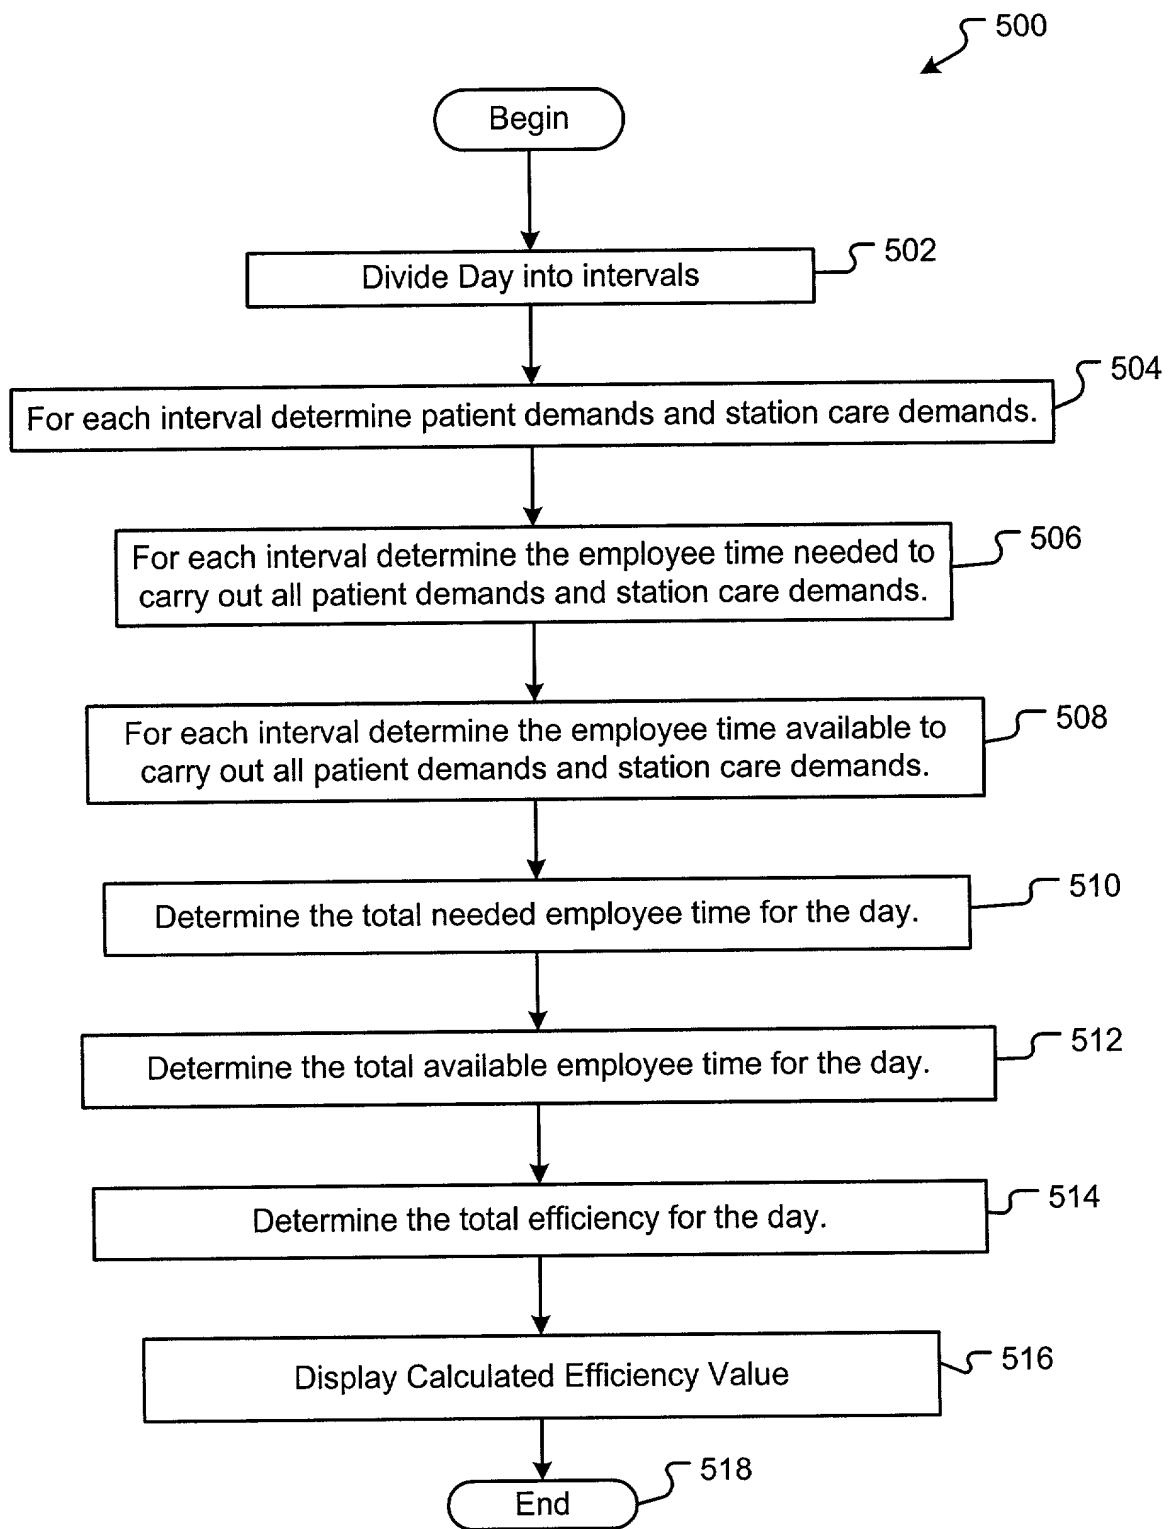 500
Begin
Divide Day into intervals
502
For each interval determine patient demands and station care demands.
504
For each interval determine the employee time needed to
carry out all patient demands and station care demands.
506
For each interval determine the employee time available to
carry out all patient demands and station care demands.
508
Determine the total needed employee time for the day.
510
Determine the total available employee time for the day.
512
Determine the total efficiency for the day.
514
Display Calculated Efficiency Value
516
End
518